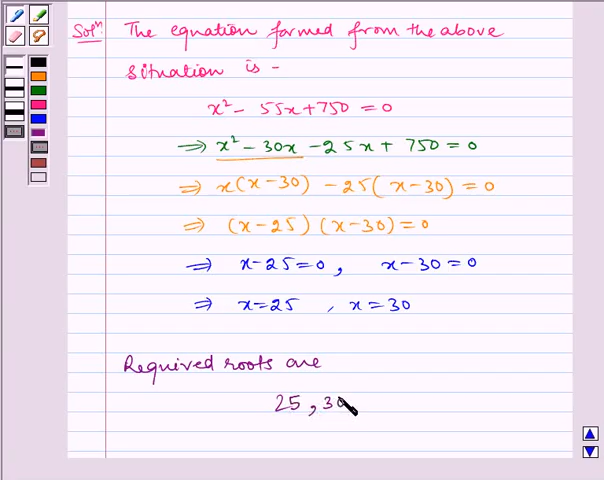 Solⁿ. The equation formed from the above
situation is -
x² - 55x + 750 = 0
⇒ x² - 30x - 25x + 750 = 0
⇒ x(x-30) - 25(x-30) = 0
⇒ (x-25)(x-30) = 0
⇒ x-25=0, x-30=0
⇒ x=25, x=30
Required roots are
25, 30